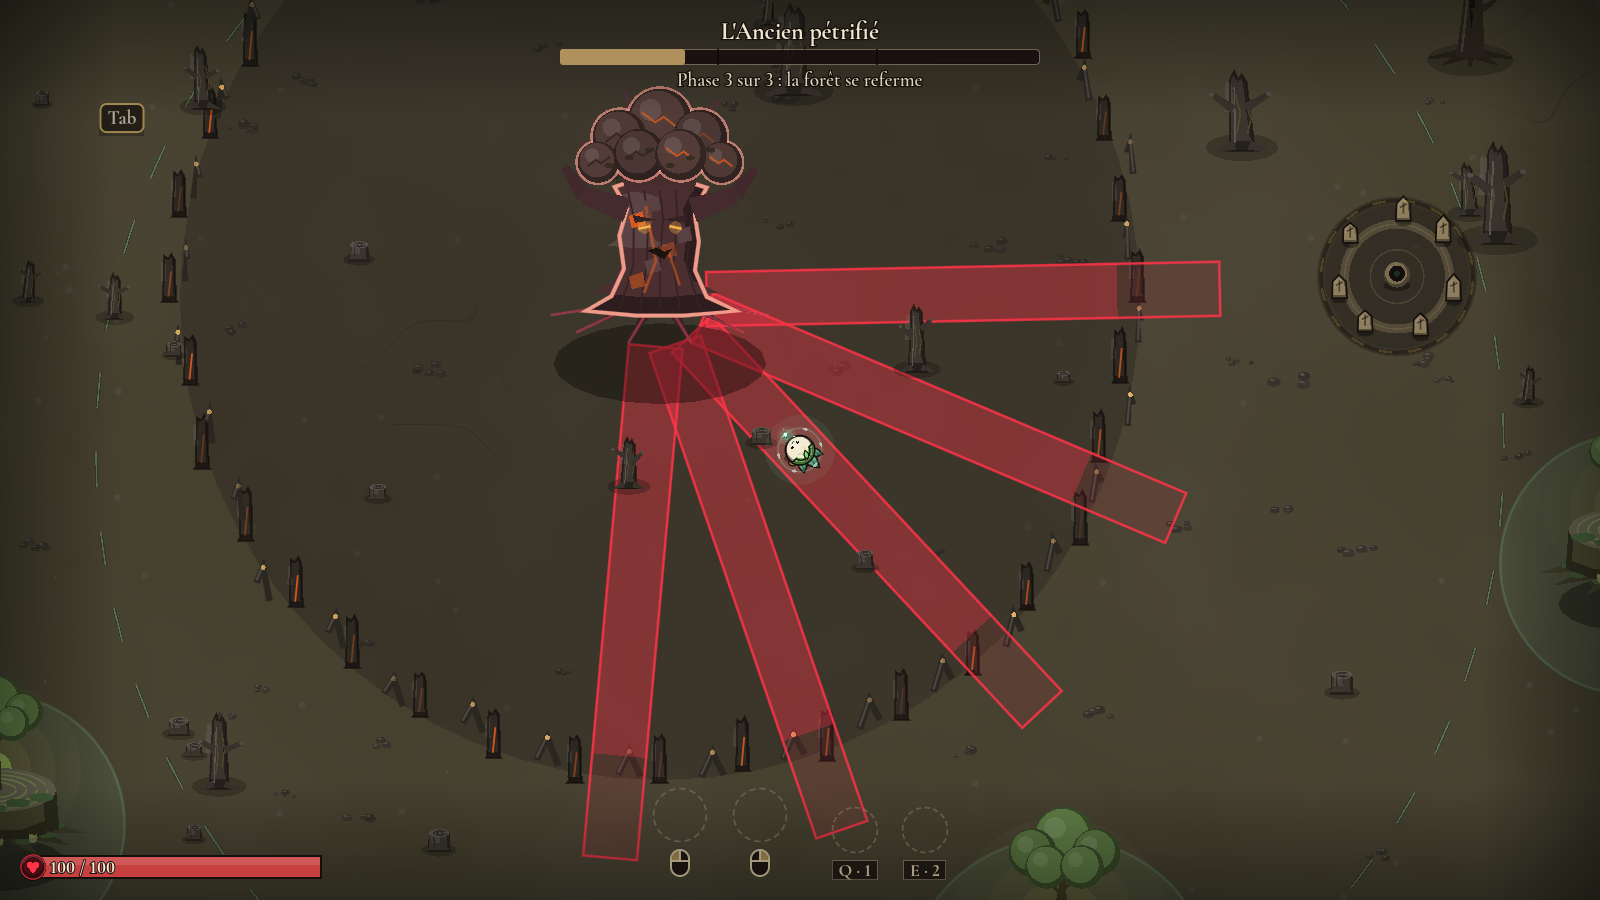 L'Ancien pétrifié
Phase 3 sur 3 : la forêt se referme
Tab
100 / 100
Q · 1
E · 2